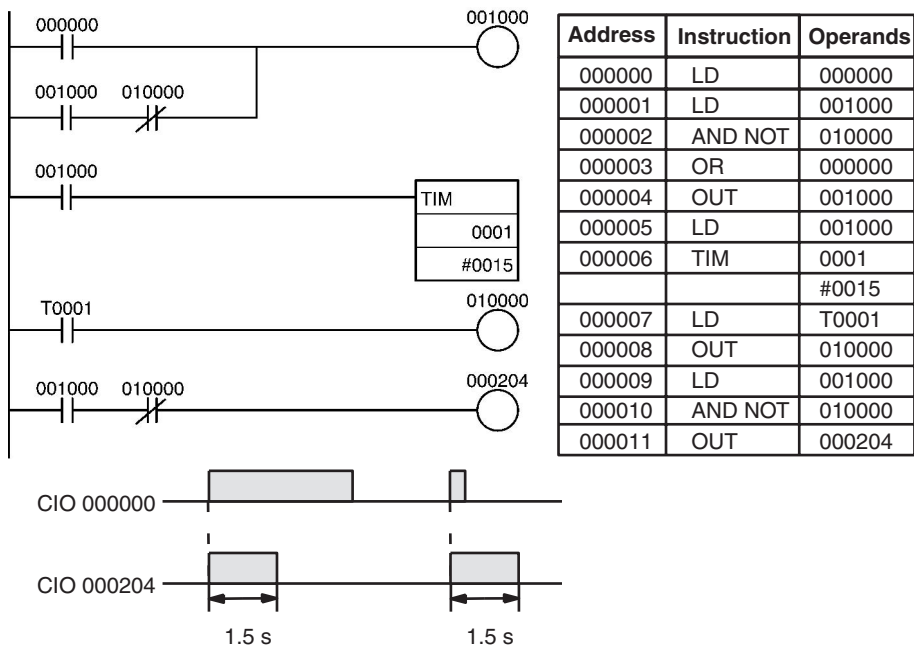 000000
001000
001000 010000
001000
TIM
0001
#0015
T0001
010000
001000 010000
000204
Address Instruction Operands
000000 LD 000000
000001 LD 001000
000002 AND NOT 010000
000003 OR 000000
000004 OUT 001000
000005 LD 001000
000006 TIM 0001
#0015
000007 LD T0001
000008 OUT 010000
000009 LD 001000
000010 AND NOT 010000
000011 OUT 000204
CIO 000000
CIO 000204
1.5 s 1.5 s